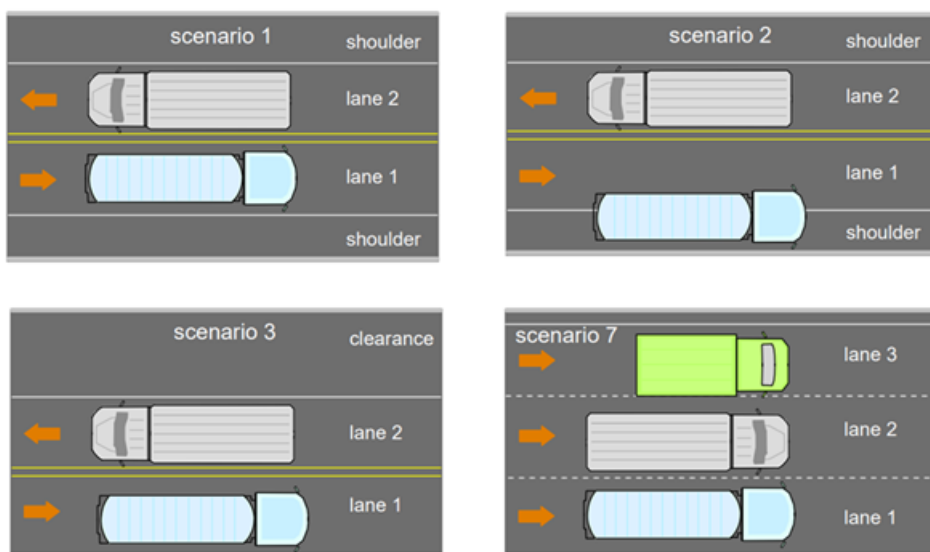 scenario 1
shoulder
lane 2
lane 1
shoulder
scenario 2
shoulder
lane 2
lane 1
shoulder
scenario 3
clearance
lane 2
lane 1
scenario 7
lane 3
lane 2
lane 1